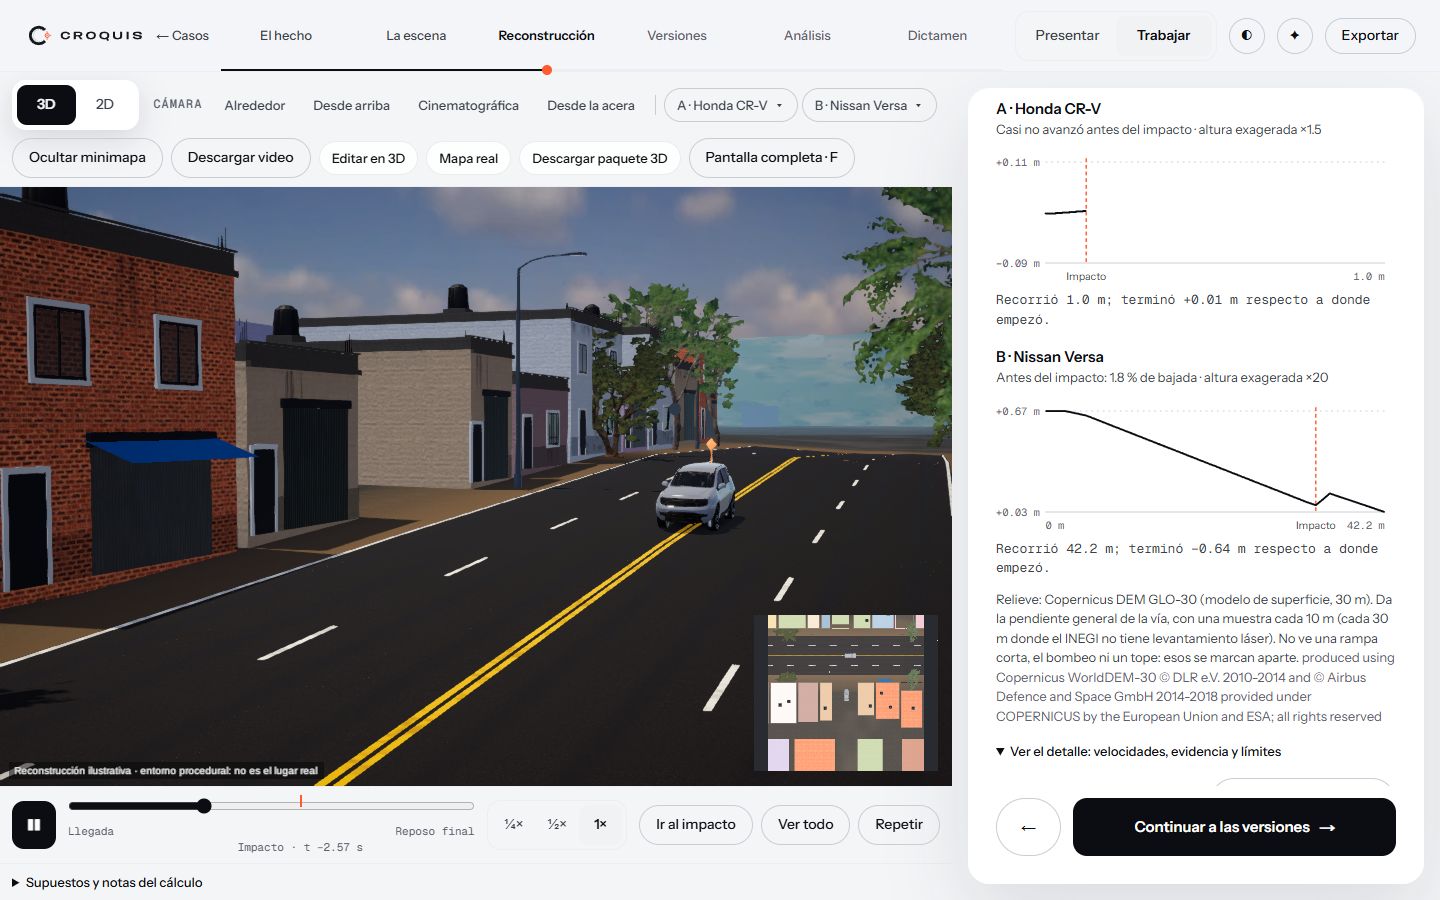 CROQUIS
← Casos
El hecho
La escena
Reconstrucción
Versiones
Análisis
Dictamen
Presentar
Trabajar
Exportar
3D
2D
CÁMARA
Alrededor
Desde arriba
Cinematográfica
Desde la acera
A · Honda CR-V
B · Nissan Versa
Ocultar minimapa
Descargar video
Editar en 3D
Mapa real
Descargar paquete 3D
Pantalla completa · F
Reconstrucción ilustrativa · entorno procedural: no es el lugar real
Llegada
Reposo final
Impacto · t −2.57 s
¼×
½×
1×
Ir al impacto
Ver todo
Repetir
Supuestos y notas del cálculo
A · Honda CR-V
Casi no avanzó antes del impacto · altura exagerada ×1.5
+0.11 m
−0.09 m
Impacto
1.0 m
Recorrió 1.0 m; terminó +0.01 m respecto a donde
empezó.
B · Nissan Versa
Antes del impacto: 1.8 % de bajada · altura exagerada ×20
+0.67 m
+0.03 m
0 m
Impacto
42.2 m
Recorrió 42.2 m; terminó −0.64 m respecto a donde
empezó.
Relieve: Copernicus DEM GLO-30 (modelo de superficie, 30 m). Da
la pendiente general de la vía, con una muestra cada 10 m (cada 30
m donde el INEGI no tiene levantamiento láser). No ve una rampa
corta, el bombeo ni un tope: esos se marcan aparte. produced using
Copernicus WorldDEM-30 © DLR e.V. 2010-2014 and © Airbus
Defence and Space GmbH 2014-2018 provided under
COPERNICUS by the European Union and ESA; all rights reserved
Ver el detalle: velocidades, evidencia y límites
←
Continuar a las versiones →